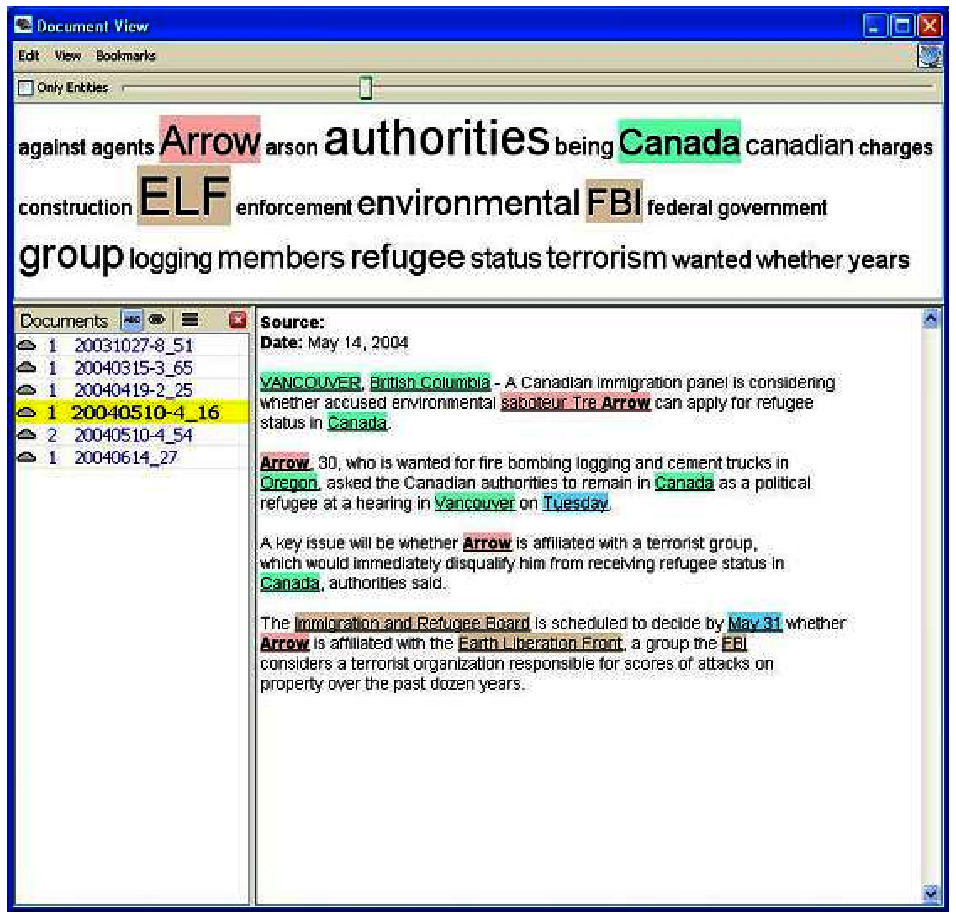 Document View
Edit View Bookmarks
Only Entities
against agents Arrow arson authorities being Canada canadian charges
construction ELF enforcement environmental FBI federal government
group logging members refugee status terrorism wanted whether years
Documents ABC
1 20031027-8_51
1 20040315-3_65
1 20040419-2_25
1 20040510-4_16
2 20040510-4_54
1 20040614_27
Source:
Date: May 14, 2004
VANCOUVER, British Columbia - A Canadian immigration panel is considering
whether accused environmental saboteur Tre Arrow can apply for refugee
status in Canada.
Arrow, 30, who is wanted for fire bombing logging and cement trucks in
Oregon, asked the Canadian authorities to remain in Canada as a political
refugee at a hearing in Vancouver on Tuesday.
A key issue will be whether Arrow is affiliated with a terrorist group,
which would immediately disqualify him from receiving refugee status in
Canada, authorities said.
The Immigration and Refugee Board is scheduled to decide by May 31 whether
Arrow is affiliated with the Earth Liberation Front, a group the FBI
considers a terrorist organization responsible for scores of attacks on
property over the past dozen years.